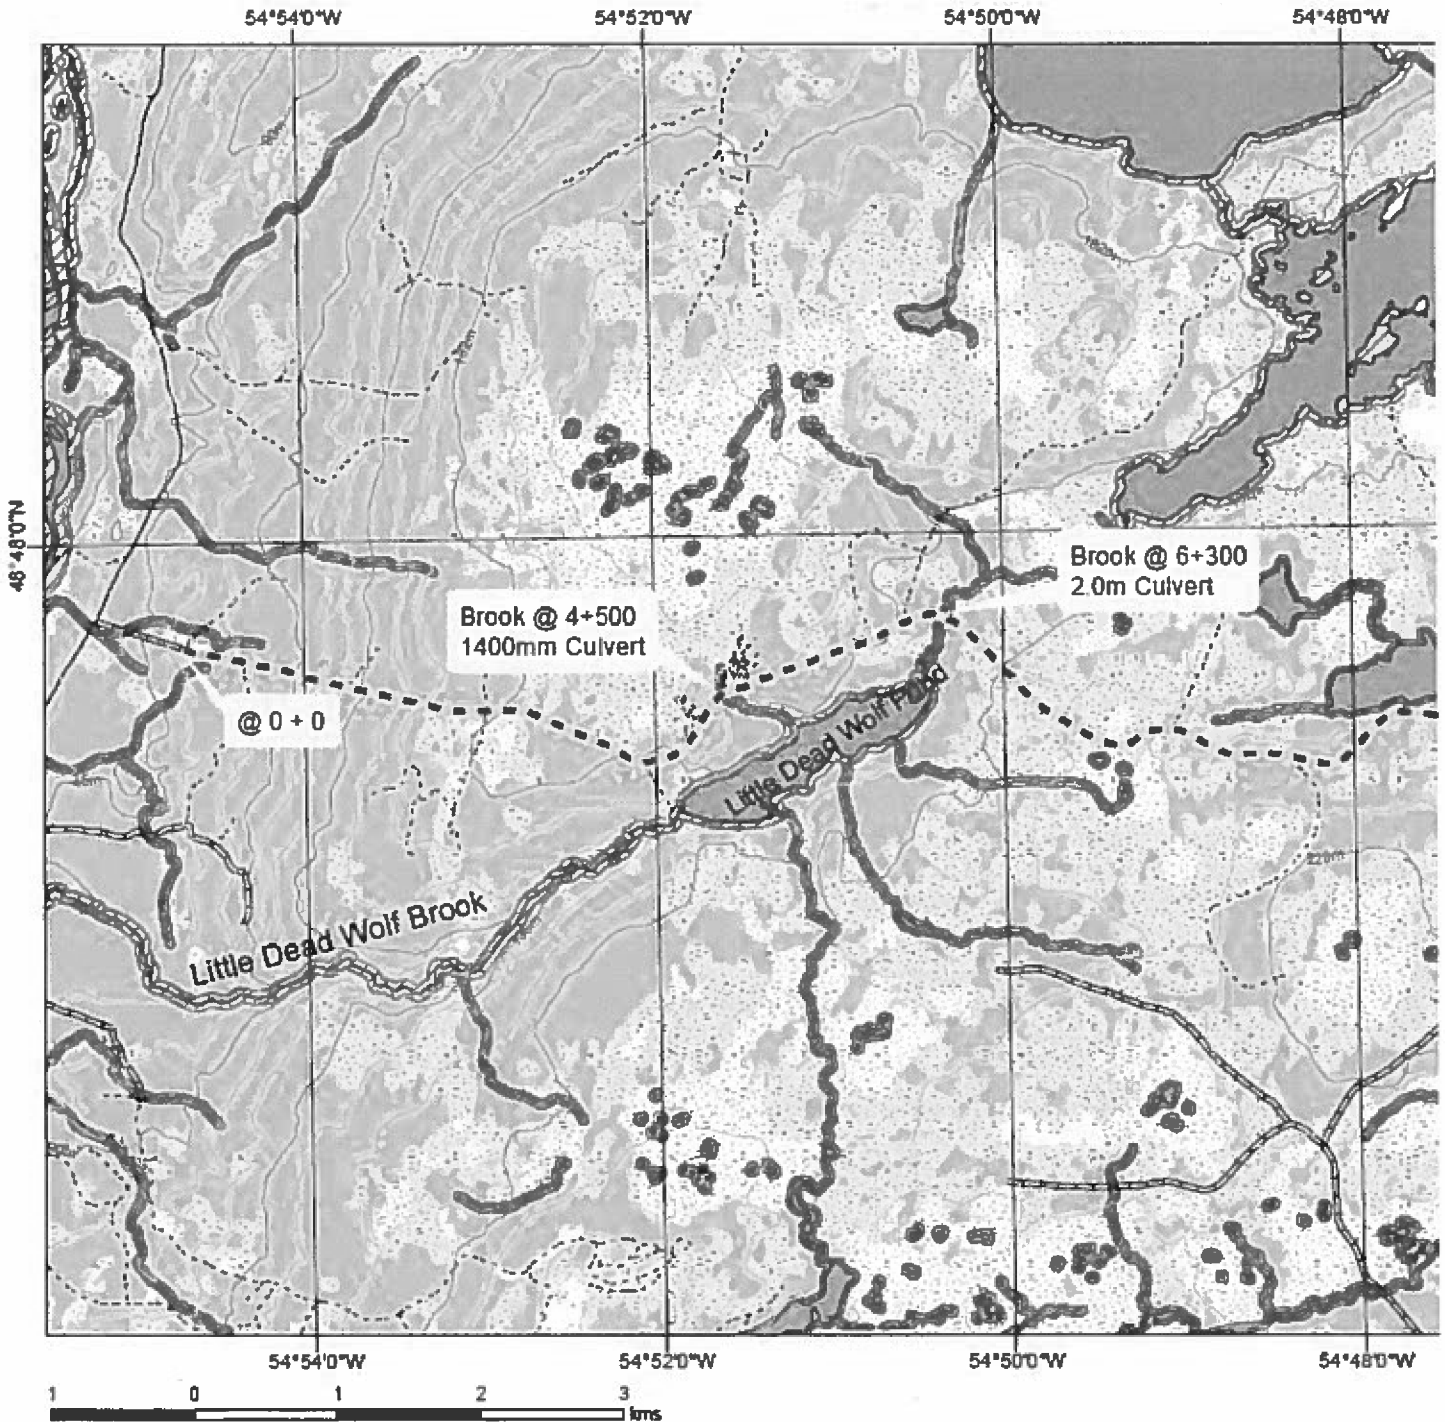 54°54'0"W
54°52'0"W
54°50'0"W
54°48'0"W
48°48'0"N
Brook @ 6+300
2.0m Culvert
Brook @ 4+500
1400mm Culvert
@ 0 + 0
Little Dead Wolf Pond
Little Dead Wolf Brook
54°54'0"W
54°52'0"W
54°50'0"W
54°48'0"W
1 0 1 2 3
kms